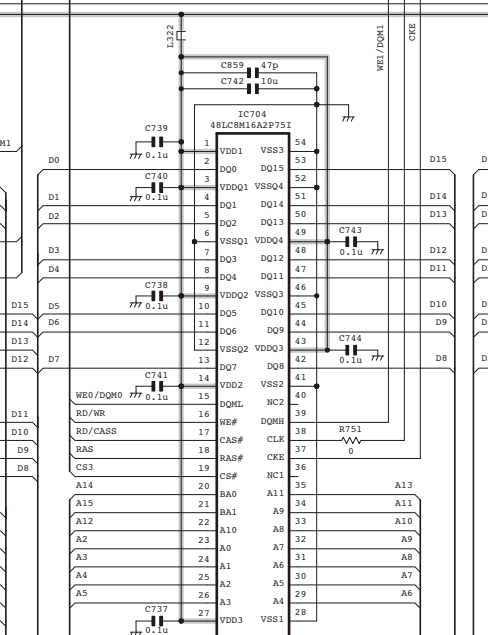 L322
WE1/DQM1
CKE
C859 47p
C742 10u
IC704
48LC8M16A2P75I
M1
C739
0.1u
1 VDD1 VSS3 54
D0 2 DQ0 DQ15 53 D15
C740
0.1u
3 VDDQ1 VSSQ4 52
D1 4 DQ1 DQ14 51 D14
D2 5 DQ2 DQ13 50 D13
6 VSSQ1 VDDQ4 49
C743
0.1u
D3 7 DQ3 DQ12 48 D12
D4 8 DQ4 DQ11 47 D11
C738
0.1u
9 VDDQ2 VSSQ3 46
D15 D5 10 DQ5 DQ10 45 D10
D14 D6 11 DQ6 DQ9 44 D9
D13 12 VSSQ2 VDDQ3 43
C744
0.1u
D12 D7 13 DQ7 DQ8 42 D8
C741
0.1u
14 VDD2 VSS2 41
WE0/DQM0 15 DQML NC2 40
D11 RD/WR 16 WE# DQMH 39
D10 RD/CASS 17 CAS# CLK 38 R751
0
D9 RAS 18 RAS# CKE 37
D8 CS3 19 CS# NC1 36
A14 20 BA0 A11 35 A13
A15 21 BA1 A9 34 A11
A12 22 A10 A8 33 A10
A2 23 A0 A7 32 A9
A3 24 A1 A6 31 A8
A4 25 A2 A5 30 A7
A5 26 A3 A4 29 A6
C737
0.1u
27 VDD3 VSS1 28